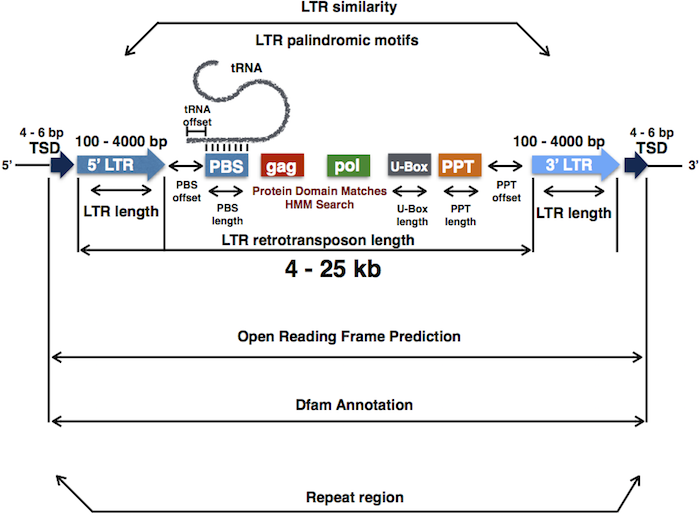 LTR similarity
LTR palindromic motifs
tRNA
tRNA
offset
4 - 6 bp
TSD
100 - 4000 bp
100 - 4000 bp
4 - 6 bp
TSD
5'
5' LTR
PBS
gag
pol
U-Box
PPT
3' LTR
3'
LTR length
PBS
offset
PBS
length
Protein Domain Matches
HMM Search
U-Box
length
PPT
length
PPT
offset
LTR length
LTR retrotransposon length
4 - 25 kb
Open Reading Frame Prediction
Dfam Annotation
Repeat region